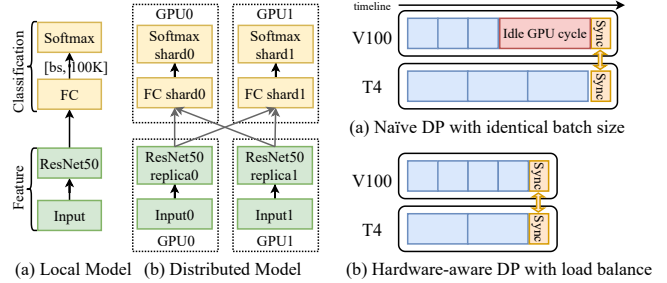 Classification
Feature
Softmax
[bs, 100K]
FC
ResNet50
Input
(a) Local Model
GPU0
GPU1
Softmax
shard0
Softmax
shard1
FC shard0
FC shard1
ResNet50
replica0
ResNet50
replica1
Input0
Input1
GPU0
GPU1
(b) Distributed Model
timeline
V100
Idle GPU cycle
Sync
T4
Sync
(a) Naïve DP with identical batch size
V100
Sync
T4
Sync
(b) Hardware-aware DP with load balance